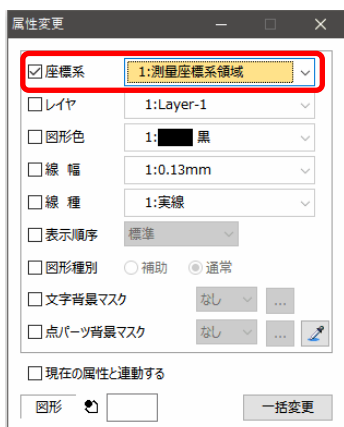 属性変更
座標系 1:測量座標系領域
レイヤ 1:Layer-1
図形色 1: 黒
線 幅 1:0.13mm
線 種 1:実線
表示順序 標準
図形種別 補助 通常
文字背景マスク なし ...
点パーツ背景マスク なし ...
現在の属性と連動する
図形 一括変更